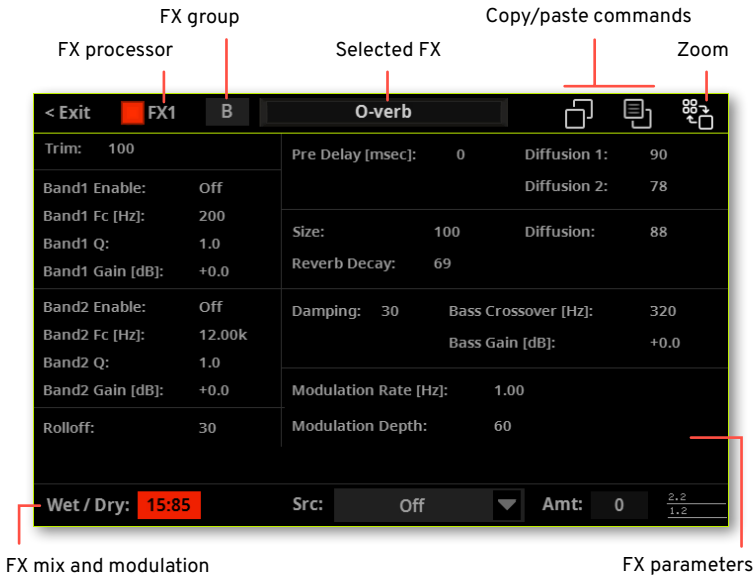 FX group
Copy/paste commands
FX processor
Selected FX
Zoom
< Exit FX1 B O-verb
Trim: 100
Pre Delay [msec]: 0 Diffusion 1: 90
Diffusion 2: 78
Band1 Enable: Off
Band1 Fc [Hz]: 200
Band1 Q: 1.0
Band1 Gain [dB]: +0.0
Size: 100 Diffusion: 88
Reverb Decay: 69
Band2 Enable: Off
Band2 Fc [Hz]: 12.00k
Band2 Q: 1.0
Band2 Gain [dB]: +0.0
Damping: 30 Bass Crossover [Hz]: 320
Bass Gain [dB]: +0.0
Rolloff: 30
Modulation Rate [Hz]: 1.00
Modulation Depth: 60
Wet / Dry: 15:85 Src: Off Amt: 0
2.2
1.2
FX mix and modulation
FX parameters